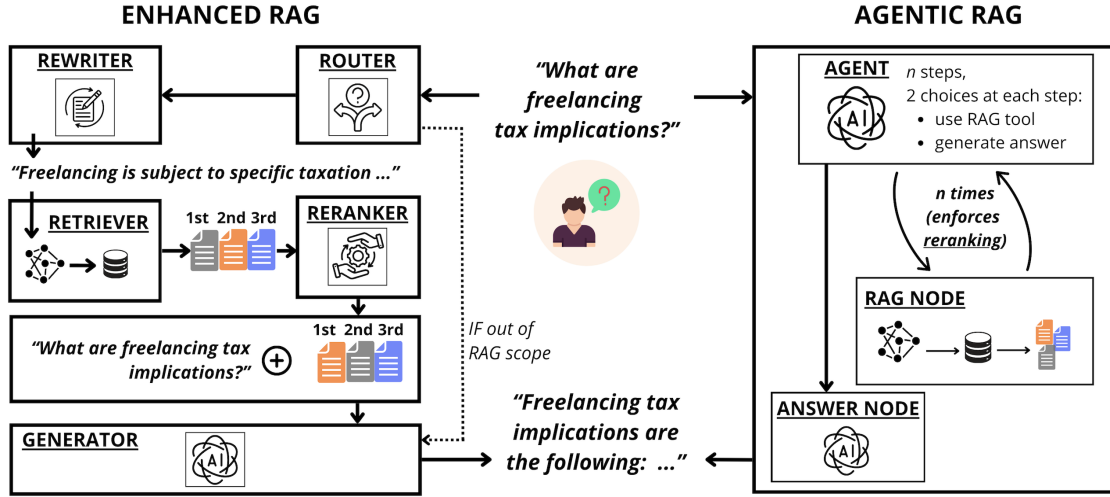 ENHANCED RAG
REWRITER
ROUTER
“Freelancing is subject to specific taxation ...”
RETRIEVER
1st 2nd 3rd
RERANKER
“What are freelancing tax
implications?”
1st 2nd 3rd
IF out of
RAG scope
GENERATOR
AI
“What are
freelancing
tax implications?”
?
“Freelancing tax
implications are
the following: ...”
AGENTIC RAG
AGENT
AI
n steps,
2 choices at each step:
• use RAG tool
• generate answer
n times
(enforces
reranking)
RAG NODE
ANSWER NODE
AI